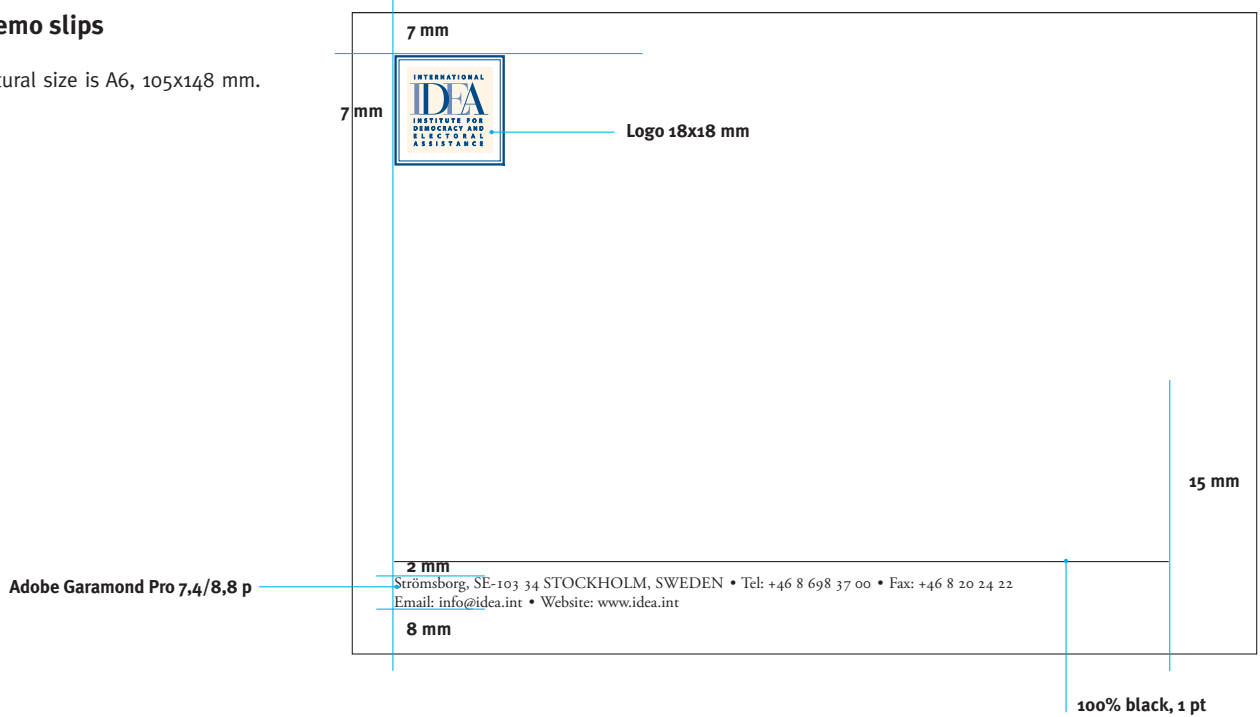 emo slips
tural size is A6, 105x148 mm.
7 mm
7 mm
INTERNATIONAL
IDEA
INSTITUTE FOR
DEMOCRACY AND
ELECTORAL
ASSISTANCE
Logo 18x18 mm
15 mm
2 mm
Adobe Garamond Pro 7,4/8,8 p
Strömsborg, SE-103 34 STOCKHOLM, SWEDEN • Tel: +46 8 698 37 00 • Fax: +46 8 20 24 22
Email: info@idea.int • Website: www.idea.int
8 mm
100% black, 1 pt